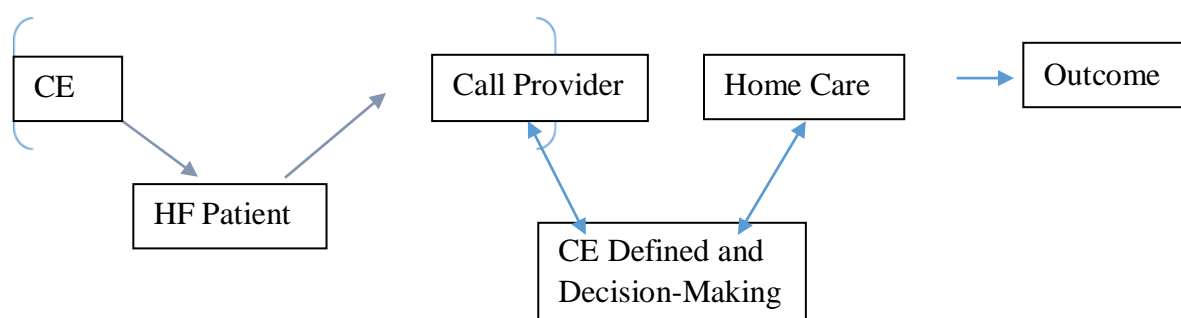 CE
Call Provider
Home Care
Outcome
HF Patient
CE Defined and
Decision-Making